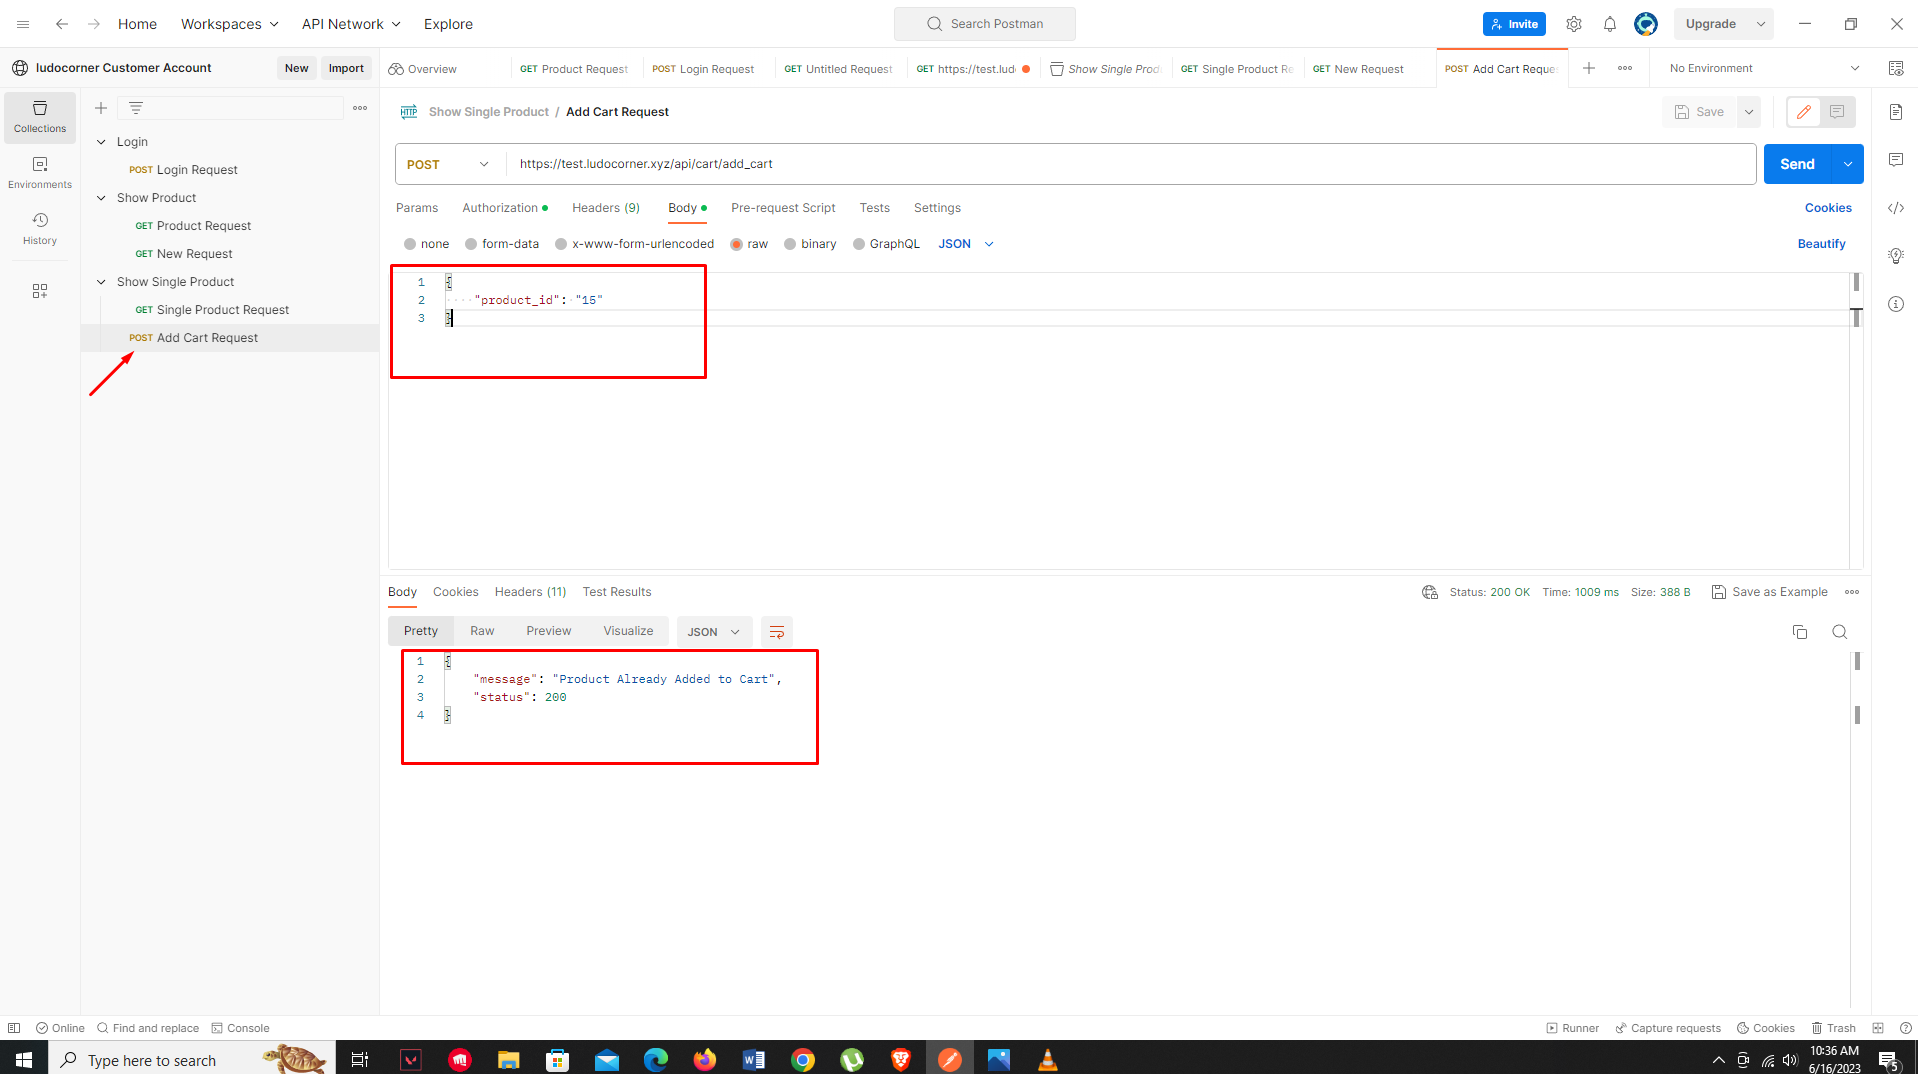 Home Workspaces API Network Explore Search Postman Invite Upgrade
ludocorner Customer Account New Import Overview GET Product Request POST Login Request GET Untitled Request GET https://test.lud Show Single Prod GET Single Product Re GET New Request POST Add Cart Reque No Environment
Collections
Environments
History
Login
POST Login Request
Show Product
GET Product Request
GET New Request
Show Single Product
GET Single Product Request
POST Add Cart Request
HTTP Show Single Product / Add Cart Request Save
POST https://test.ludocorner.xyz/api/cart/add_cart Send
Params Authorization Headers (9) Body Pre-request Script Tests Settings Cookies
none form-data x-www-form-urlencoded raw binary GraphQL JSON Beautify
1 {
2 "product_id": "15"
3 }
Body Cookies Headers (11) Test Results Status: 200 OK Time: 1009 ms Size: 388 B Save as Example
Pretty Raw Preview Visualize JSON
1 {
2 "message": "Product Already Added to Cart",
3 "status": 200
4 }
Online Find and replace Console Runner Capture requests Cookies Trash
Type here to search
10:36 AM
6/16/2023
5